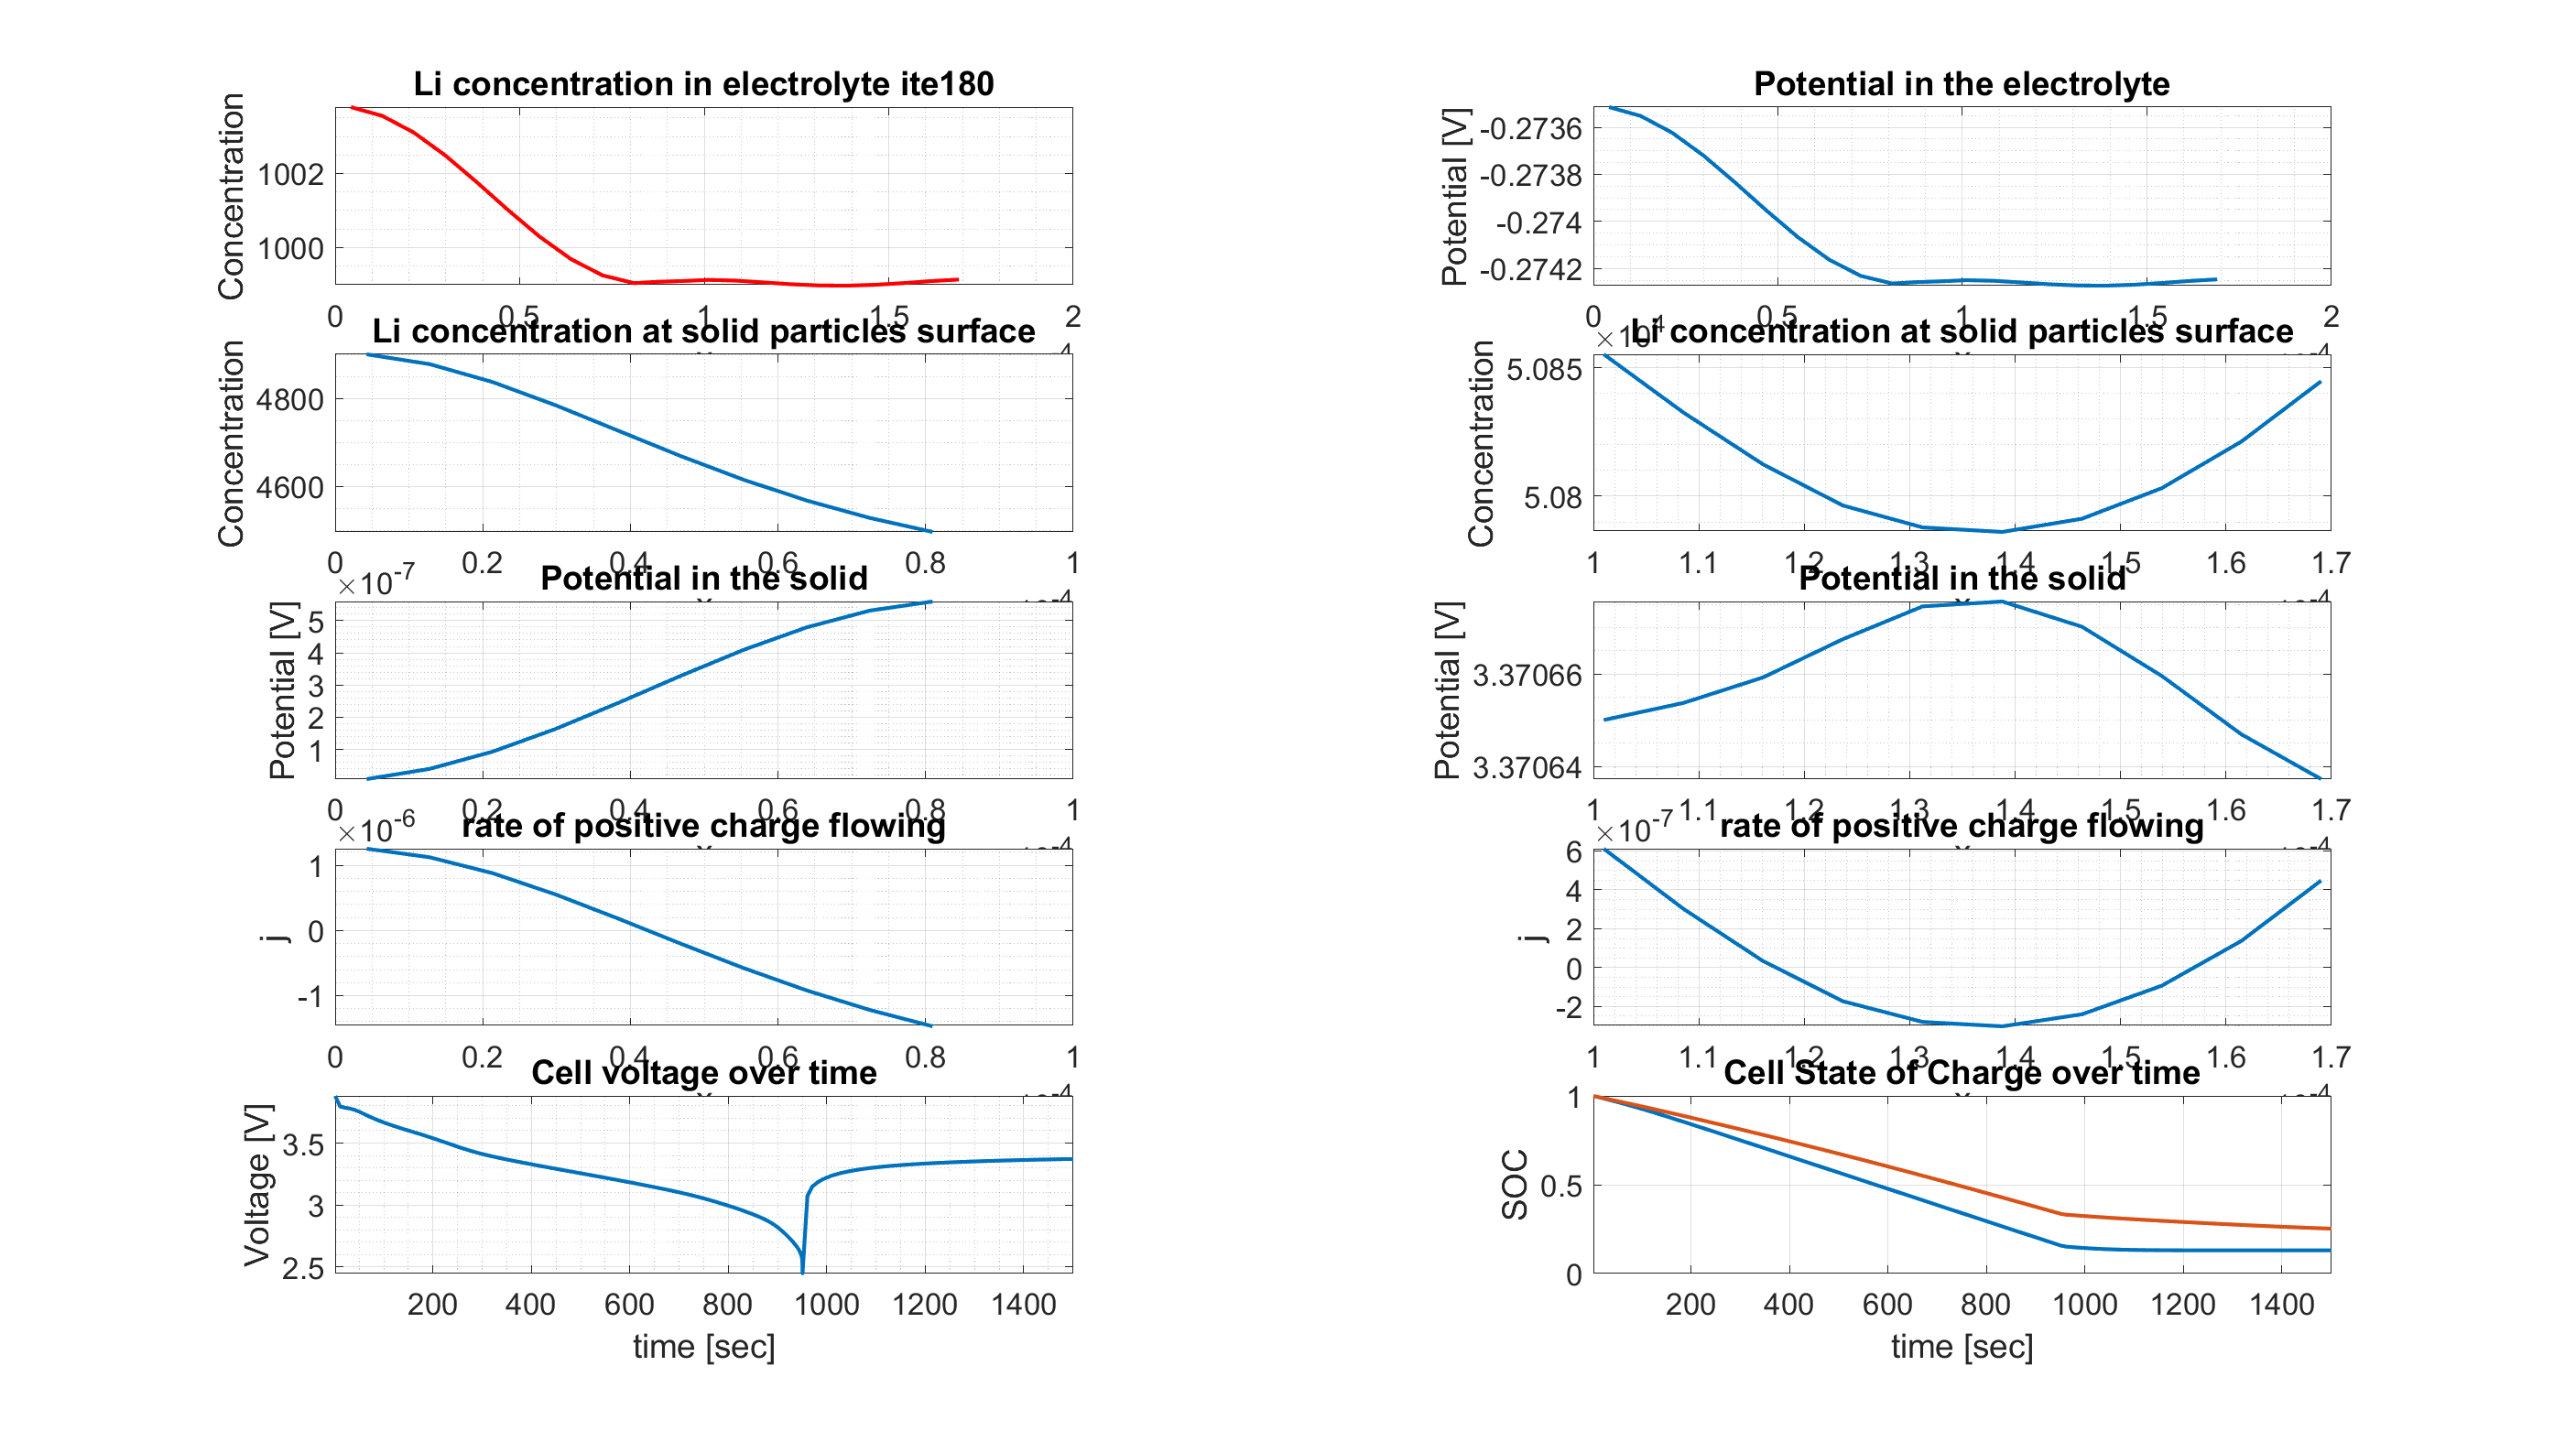 Li concentration in electrolyte ite180
Concentration
1002
1000
0 0.5 1 1.5 2
Potential in the electrolyte
Potential [V]
-0.2736
-0.2738
-0.274
-0.2742
0 0.5 1 1.5 2
Li concentration at solid particles surface
Concentration
4800
4600
0 0.2 0.4 0.6 0.8 1
Li concentration at solid particles surface
×10^4
Concentration
5.085
5.08
1 1.1 1.2 1.3 1.4 1.5 1.6 1.7
Potential in the solid
×10^-7
Potential [V]
5
4
3
2
1
0 0.2 0.4 0.6 0.8 1
Potential in the solid
Potential [V]
3.37066
3.37064
1 1.1 1.2 1.3 1.4 1.5 1.6 1.7
rate of positive charge flowing
×10^-6
j
1
0
-1
0 0.2 0.4 0.6 0.8 1
rate of positive charge flowing
×10^-7
j
6
4
2
0
-2
1 1.1 1.2 1.3 1.4 1.5 1.6 1.7
Cell voltage over time
Voltage [V]
3.5
3
2.5
200 400 600 800 1000 1200 1400
time [sec]
Cell State of Charge over time
SOC
1
0.5
0
200 400 600 800 1000 1200 1400
time [sec]